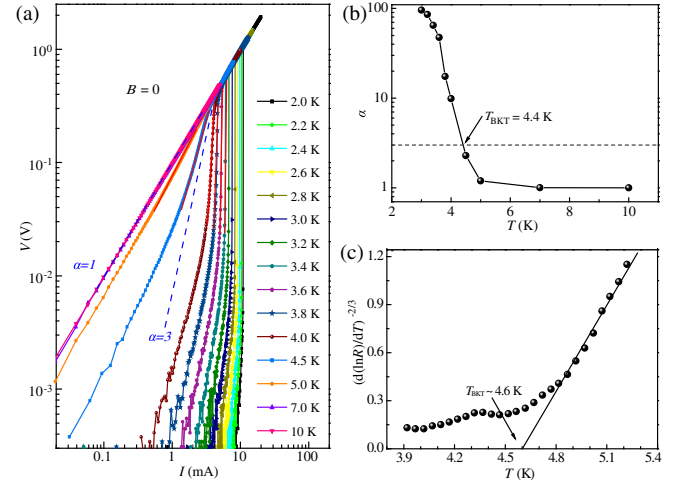 (a)
10⁰
10⁻¹
10⁻²
10⁻³
V (V)
B = 0
α=1
α=3
0.1
1
10
100
I (mA)
2.0 K
2.2 K
2.4 K
2.6 K
2.8 K
3.0 K
3.2 K
3.4 K
3.6 K
3.8 K
4.0 K
4.5 K
5.0 K
7.0 K
10 K
(b)
100
10
1
α
T_BKT = 4.4 K
2
4
6
8
10
T (K)
(c)
1.2
0.9
0.6
0.3
0.0
(d(lnR)/dT)⁻²/³
T_BKT ~ 4.6 K
3.9
4.2
4.5
4.8
5.1
5.4
T (K)